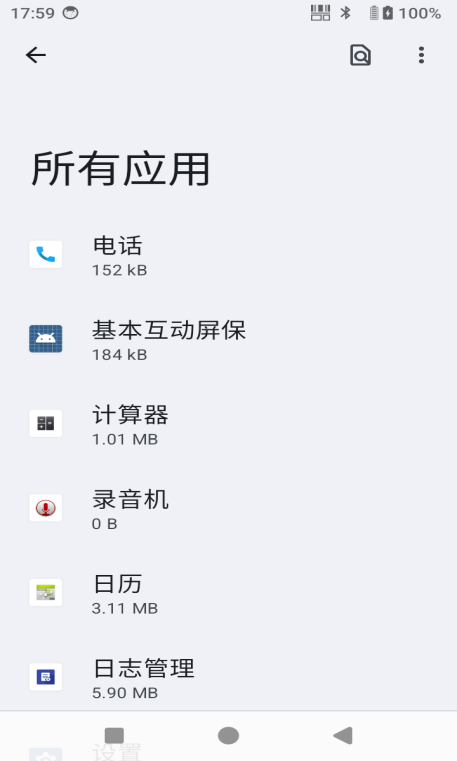 17:59
100%
所有应用
电话
152 kB
基本互动屏保
184 kB
计算器
1.01 MB
录音机
0 B
日历
3.11 MB
日志管理
5.90 MB
设置